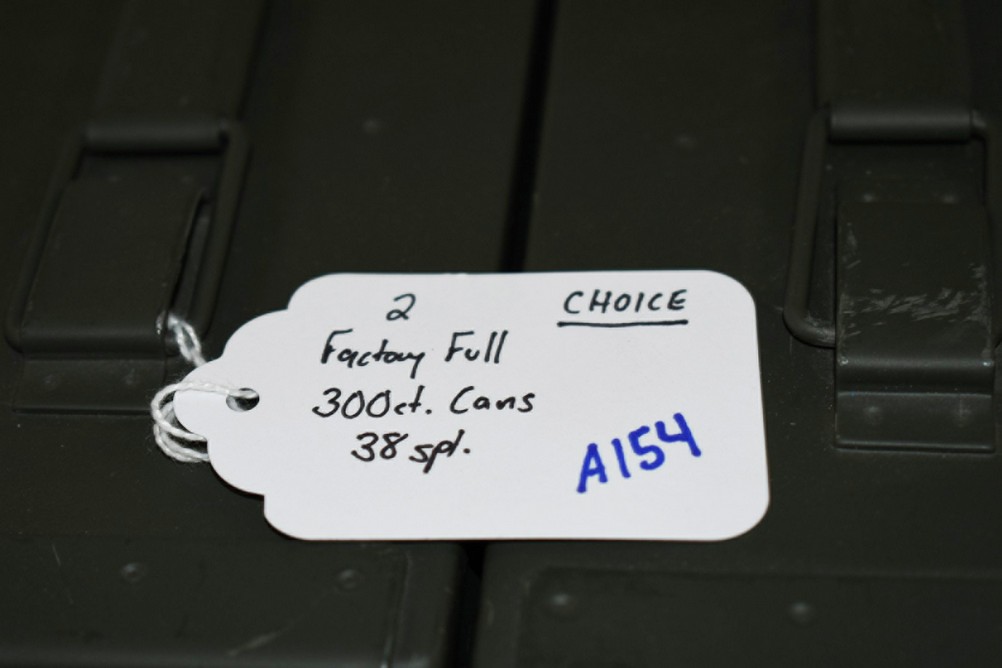 2
CHOICE
Factory Full
300ct. Cans
38 spl.
A154